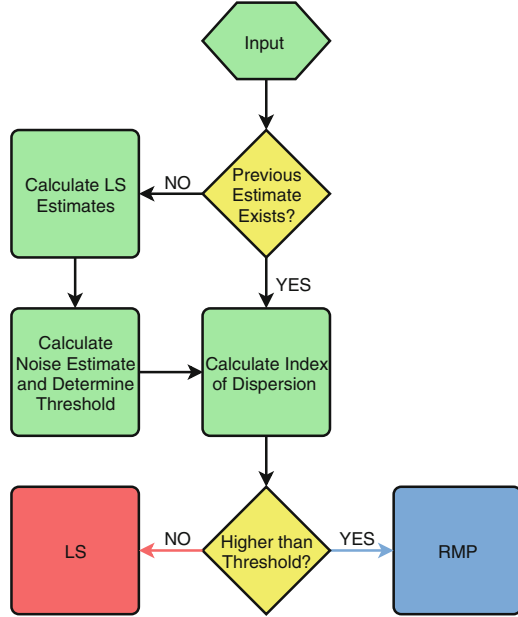 Input
Previous
Estimate
Exists?
NO
YES
Calculate LS
Estimates
Calculate
Noise Estimate
and Determine
Threshold
Calculate Index
of Dispersion
Higher than
Threshold?
NO
YES
LS
RMP